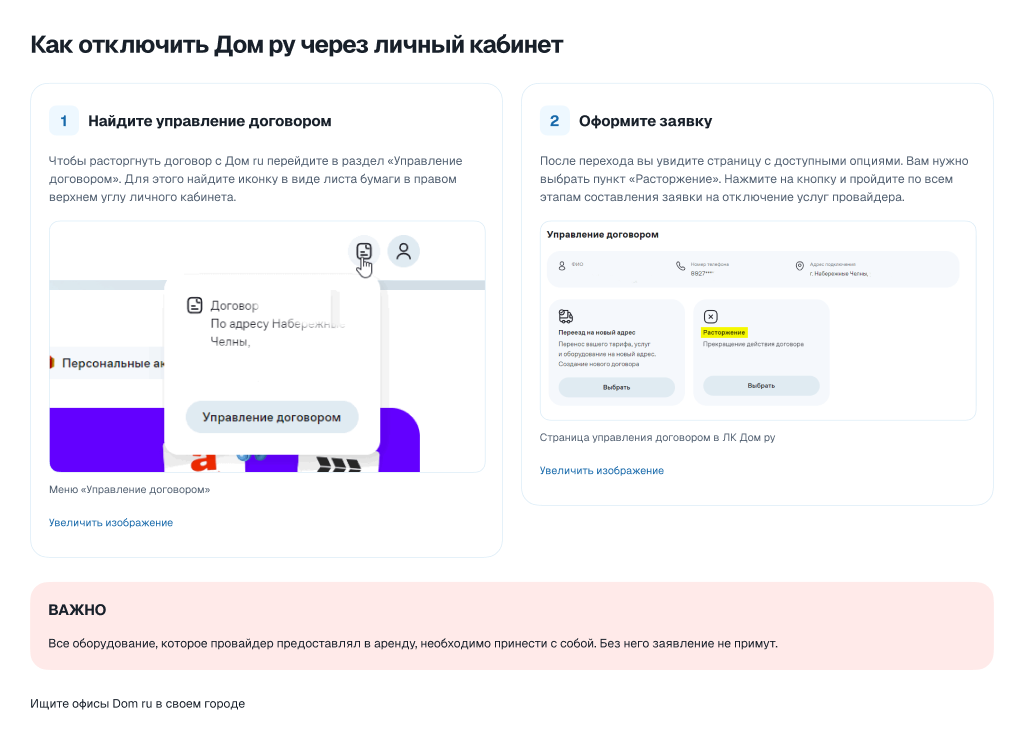 Как отключить Дом ру через личный кабинет
1
Найдите управление договором
Чтобы расторгнуть договор с Дом ru перейдите в раздел «Управление
договором». Для этого найдите иконку в виде листа бумаги в правом
верхнем углу личного кабинета.
Договор
По адресу Набережные
Челны,
Персональные ак
Управление договором
Меню «Управление договором»
Увеличить изображение
2
Оформите заявку
После перехода вы увидите страницу с доступными опциями. Вам нужно
выбрать пункт «Расторжение». Нажмите на кнопку и пройдите по всем
этапам составления заявки на отключение услуг провайдера.
Управление договором
ФИО
Номер телефона
8927****
Адрес подключения
г. Набережные Челны,
Переезд на новый адрес
Перенос вашего тарифа, услуг
и оборудование на новый адрес.
Создание нового договора
Выбрать
Расторжение
Прекращение действия договора
Выбрать
Страница управления договором в ЛК Дом ру
Увеличить изображение
ВАЖНО
Все оборудование, которое провайдер предоставлял в аренду, необходимо принести с собой. Без него заявление не примут.
Ищите офисы Dom ru в своем городе